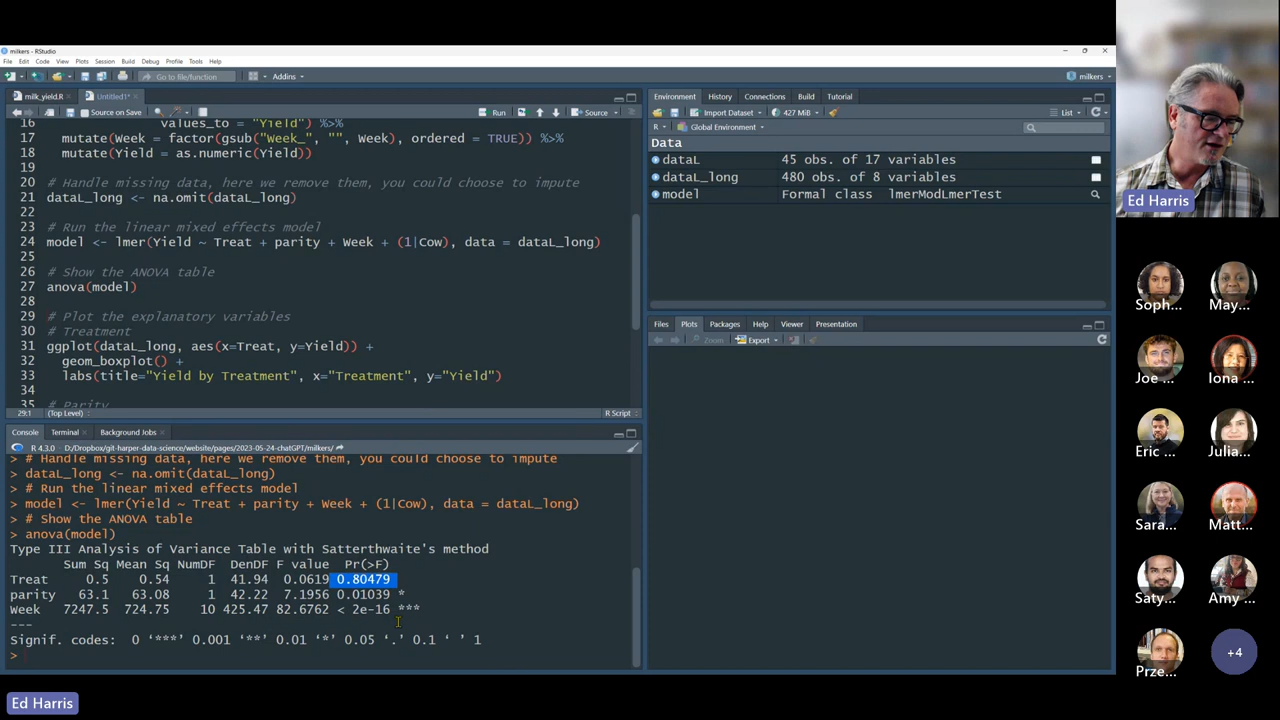 milkers - RStudio
File Edit Code View Plots Session Build Debug Profile Tools Help
Go to file/function
Addins
milkers
milk_yield.R
Untitled1*
Source on Save
Run
Source
16 values_to = "Yield") %>%
17 mutate(Week = factor(gsub("Week_", "", Week), ordered = TRUE)) %>%
18 mutate(Yield = as.numeric(Yield))
19
20 # Handle missing data, here we remove them, you could choose to impute
21 dataL_long <- na.omit(dataL_long)
22
23 # Run the linear mixed effects model
24 model <- lmer(Yield ~ Treat + parity + Week + (1|Cow), data = dataL_long)
25
26 # Show the ANOVA table
27 anova(model)
28
29 # Plot the explanatory variables
30 # Treatment
31 ggplot(dataL_long, aes(x=Treat, y=Yield)) +
32 geom_boxplot() +
33 labs(title="Yield by Treatment", x="Treatment", y="Yield")
34
35 # Parity
29:1 (Top Level)
R Script
Console Terminal Background Jobs
R 4.3.0 · D:/Dropbox/git-harper-data-science/website/pages/2023-05-24-chatGPT/milkers/
> # Handle missing data, here we remove them, you could choose to impute
> dataL_long <- na.omit(dataL_long)
> # Run the linear mixed effects model
> model <- lmer(Yield ~ Treat + parity + Week + (1|Cow), data = dataL_long)
> # Show the ANOVA table
> anova(model)
Type III Analysis of Variance Table with Satterthwaite's method
Sum Sq Mean Sq NumDF DenDF F value Pr(>F)
Treat 0.5 0.54 1 41.94 0.0619 0.80479
parity 63.1 63.08 1 42.22 7.1956 0.01039 *
Week 7247.5 724.75 10 425.47 82.6762 < 2e-16 ***
---
Signif. codes: 0 ‘***’ 0.001 ‘**’ 0.01 ‘*’ 0.05 ‘.’ 0.1 ‘ ’ 1
>
Environment History Connections Build Tutorial
Import Dataset
427 MiB
List
R
Global Environment
Data
dataL 45 obs. of 17 variables
dataL_long 480 obs. of 8 variables
model Formal class lmerModLmerTest
Files Plots Packages Help Viewer Presentation
Zoom
Export
Ed Harris
Soph...
May...
Joe ...
Iona ...
Eric ...
Julia...
Sara...
Matt...
Saty...
Amy ...
Prze...
+4
Ed Harris